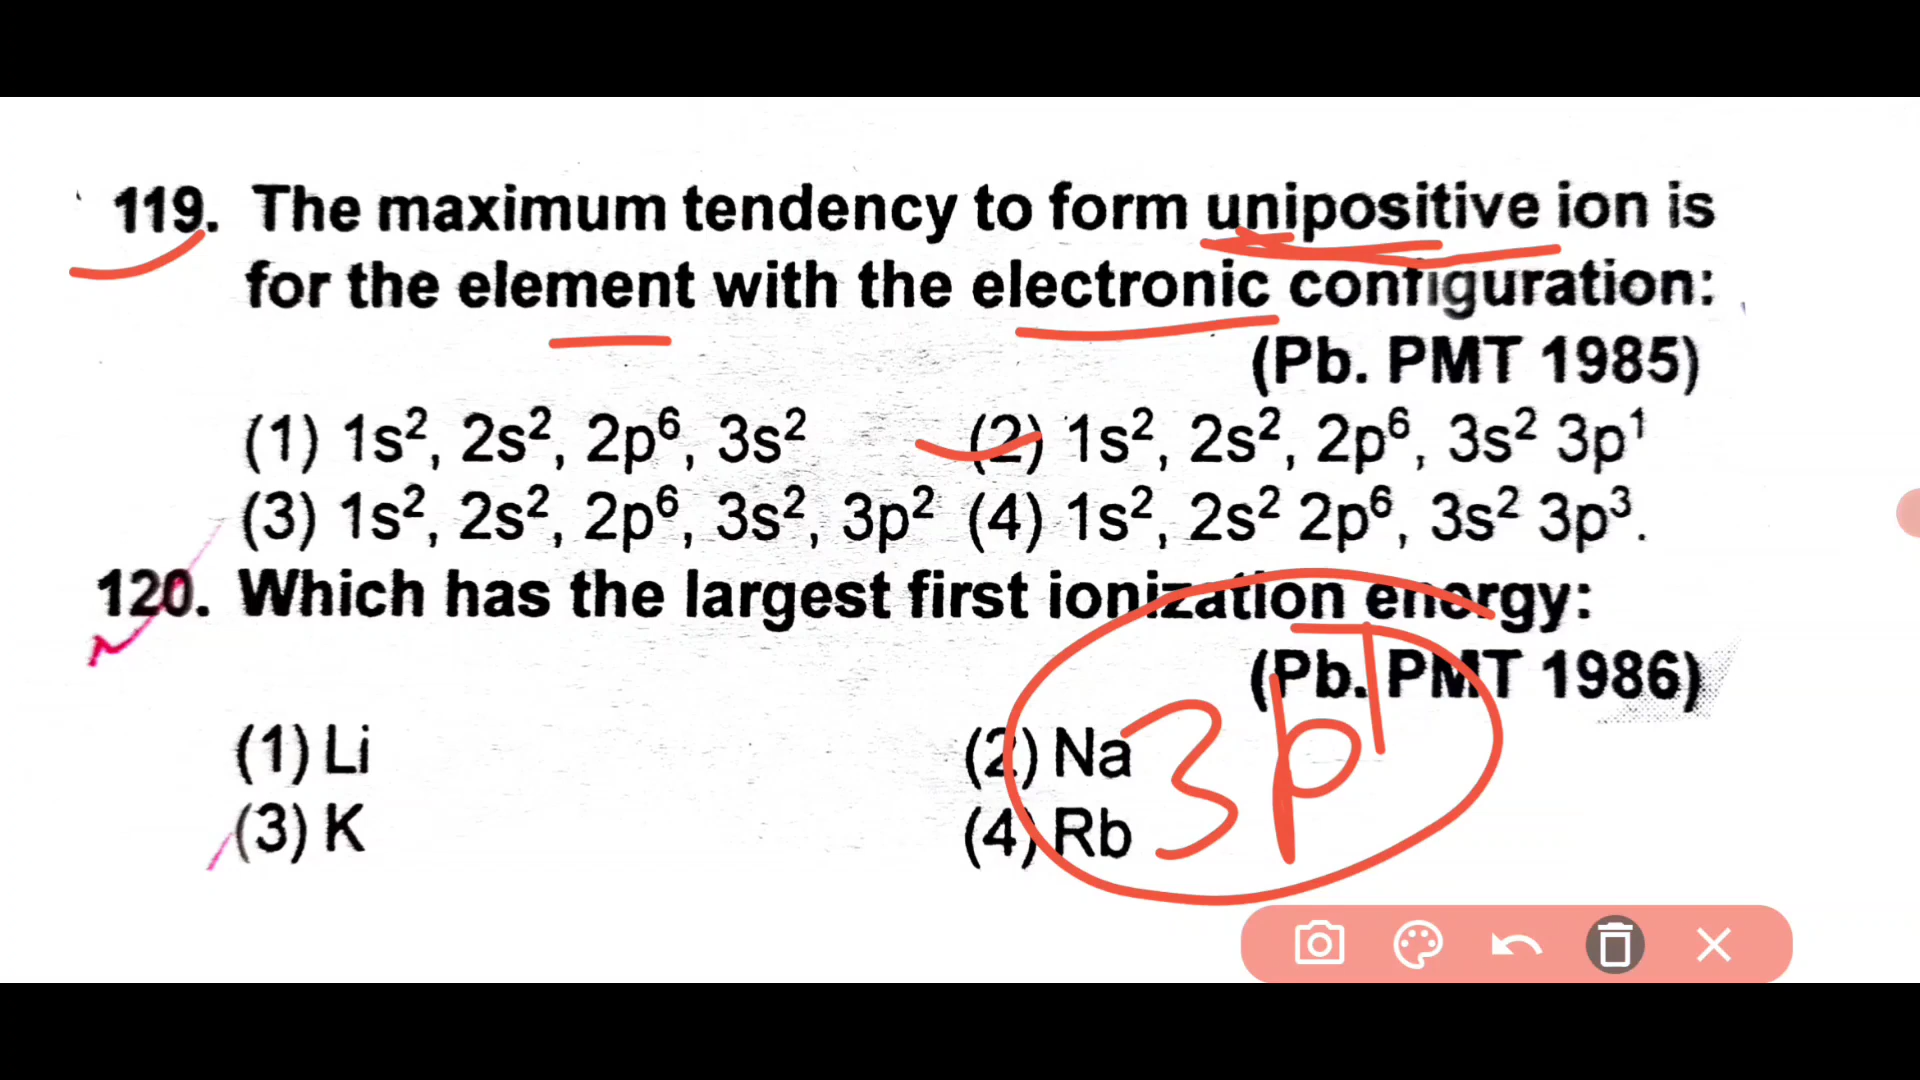 119. The maximum tendency to form unipositive ion is
for the element with the electronic configuration:
(Pb. PMT 1985)
(1) 1s², 2s², 2p⁶, 3s² (2) 1s², 2s², 2p⁶, 3s² 3p¹
(3) 1s², 2s², 2p⁶, 3s², 3p² (4) 1s², 2s² 2p⁶, 3s² 3p³.
120. Which has the largest first ionization energy:
(Pb. PMT 1986)
(1) Li (2) Na
(3) K (4) Rb
3p¹